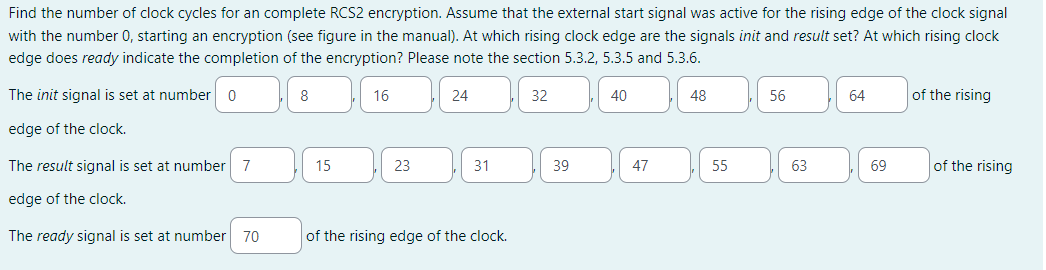 Find the number of clock cycles for an complete RCS2 encryption. Assume that the external start signal was active for the rising edge of the clock signal
with the number 0, starting an encryption (see figure in the manual). At which rising clock edge are the signals init and result set? At which rising clock
edge does ready indicate the completion of the encryption? Please note the section 5.3.2, 5.3.5 and 5.3.6.
The init signal is set at number 0, 8, 16, 24, 32, 40, 48, 56, 64 of the rising
edge of the clock.
The result signal is set at number 7, 15, 23, 31, 39, 47, 55, 63, 69 of the rising
edge of the clock.
The ready signal is set at number 70 of the rising edge of the clock.